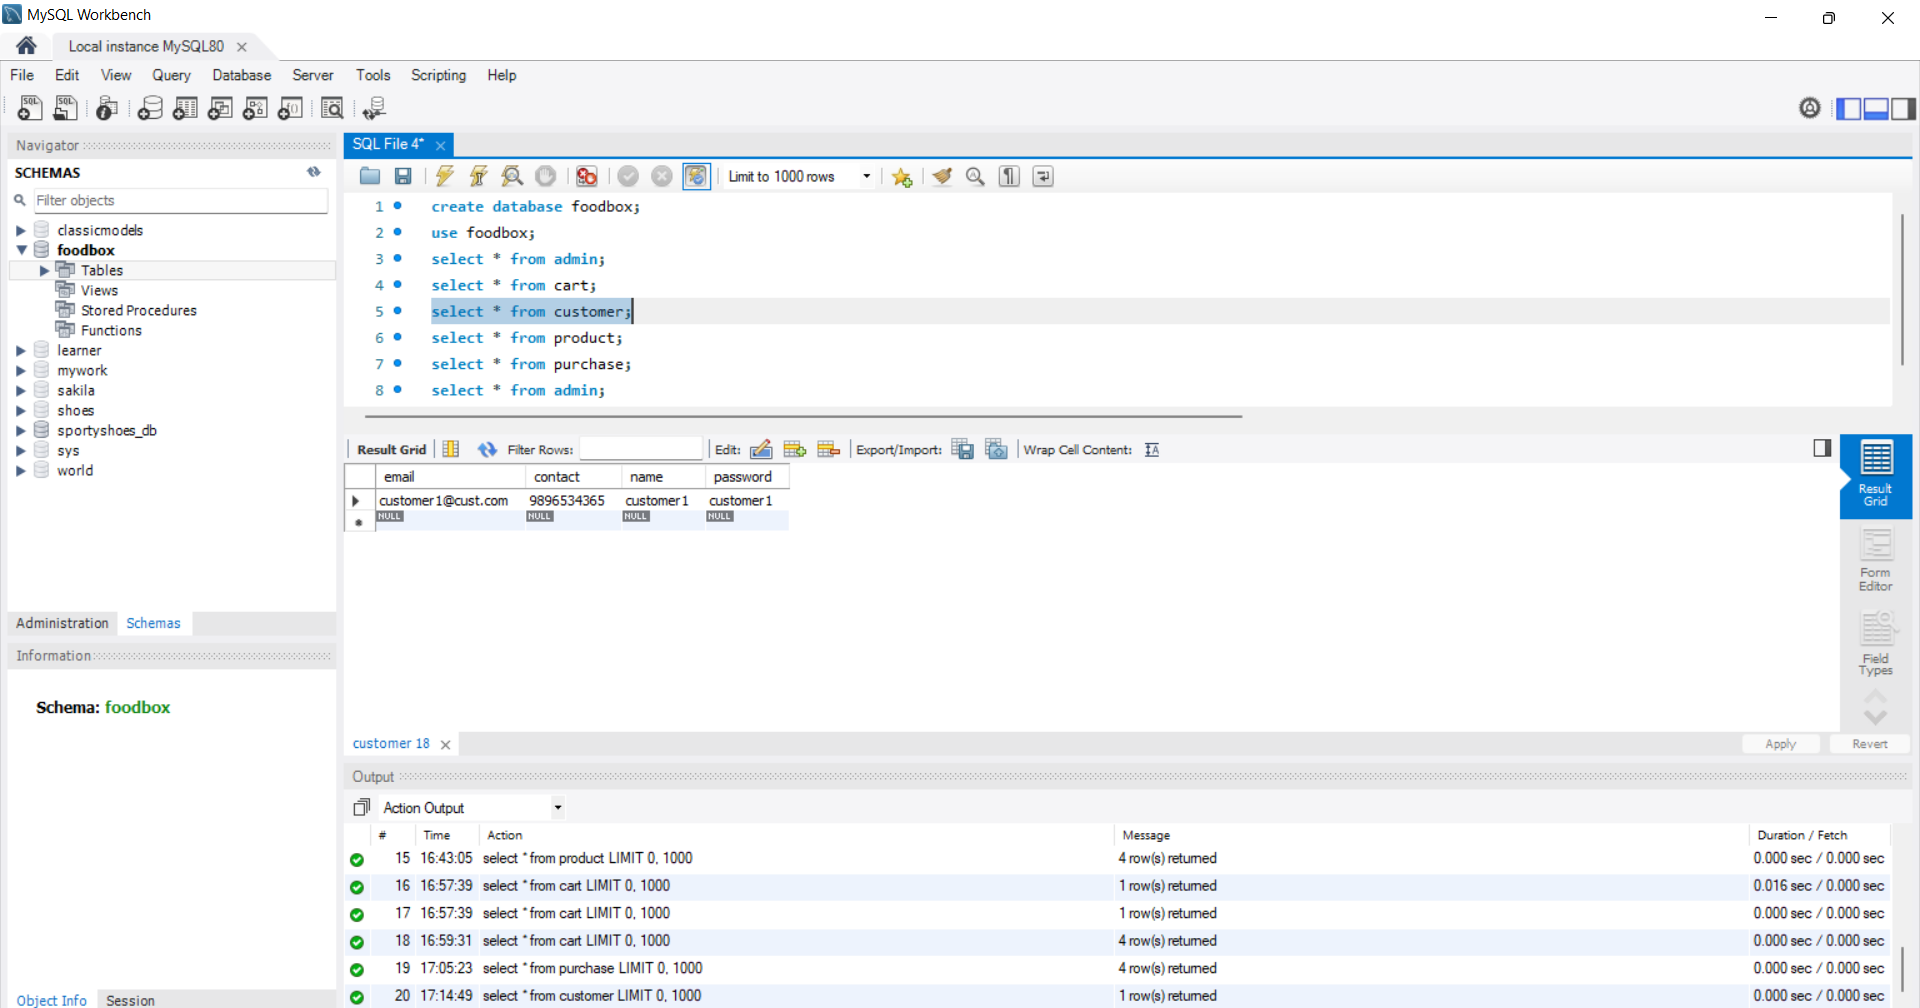 MySQL Workbench
Local instance MySQL80
File Edit View Query Database Server Tools Scripting Help
Navigator
SCHEMAS
Filter objects
classicmodels
foodbox
Tables
Views
Stored Procedures
Functions
learner
mywork
sakila
shoes
sportyshoes_db
sys
world
Administration Schemas
Information
Schema: foodbox
Object Info Session
SQL File 4*
Limit to 1000 rows
1 create database foodbox;
2 use foodbox;
3 select * from admin;
4 select * from cart;
5 select * from customer;
6 select * from product;
7 select * from purchase;
8 select * from admin;
Result Grid Filter Rows: Edit: Export/Import: Wrap Cell Content:
email contact name password
customer1@cust.com 9896534365 customer1 customer1
NULL NULL NULL NULL
Result
Grid
Form
Editor
Field
Types
customer 18
Apply Revert
Output
Action Output
# Time Action Message Duration / Fetch
15 16:43:05 select * from product LIMIT 0, 1000 4 row(s) returned 0.000 sec / 0.000 sec
16 16:57:39 select * from cart LIMIT 0, 1000 1 row(s) returned 0.016 sec / 0.000 sec
17 16:57:39 select * from cart LIMIT 0, 1000 1 row(s) returned 0.000 sec / 0.000 sec
18 16:59:31 select * from cart LIMIT 0, 1000 4 row(s) returned 0.000 sec / 0.000 sec
19 17:05:23 select * from purchase LIMIT 0, 1000 4 row(s) returned 0.000 sec / 0.000 sec
20 17:14:49 select * from customer LIMIT 0, 1000 1 row(s) returned 0.000 sec / 0.000 sec